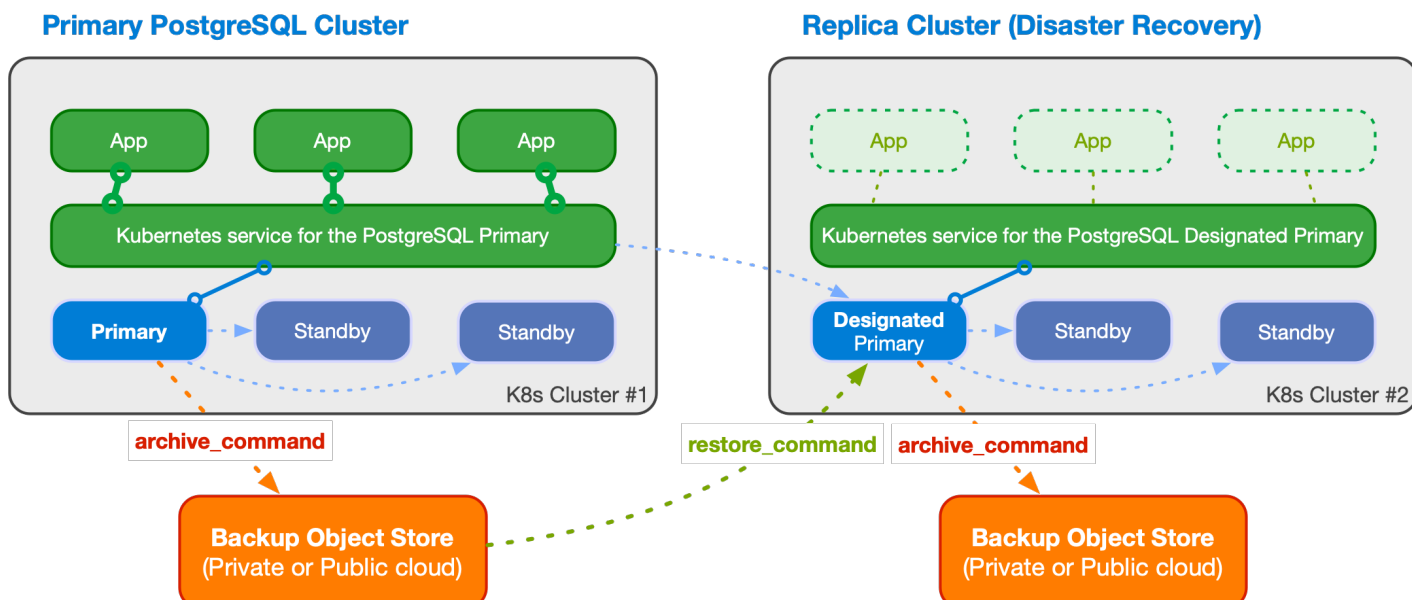 Primary PostgreSQL Cluster
Replica Cluster (Disaster Recovery)
App
App
App
Kubernetes service for the PostgreSQL Primary
Primary
Standby
Standby
K8s Cluster #1
App
App
App
Kubernetes service for the PostgreSQL Designated Primary
Designated
Primary
Standby
Standby
K8s Cluster #2
archive_command
restore_command
archive_command
Backup Object Store
(Private or Public cloud)
Backup Object Store
(Private or Public cloud)